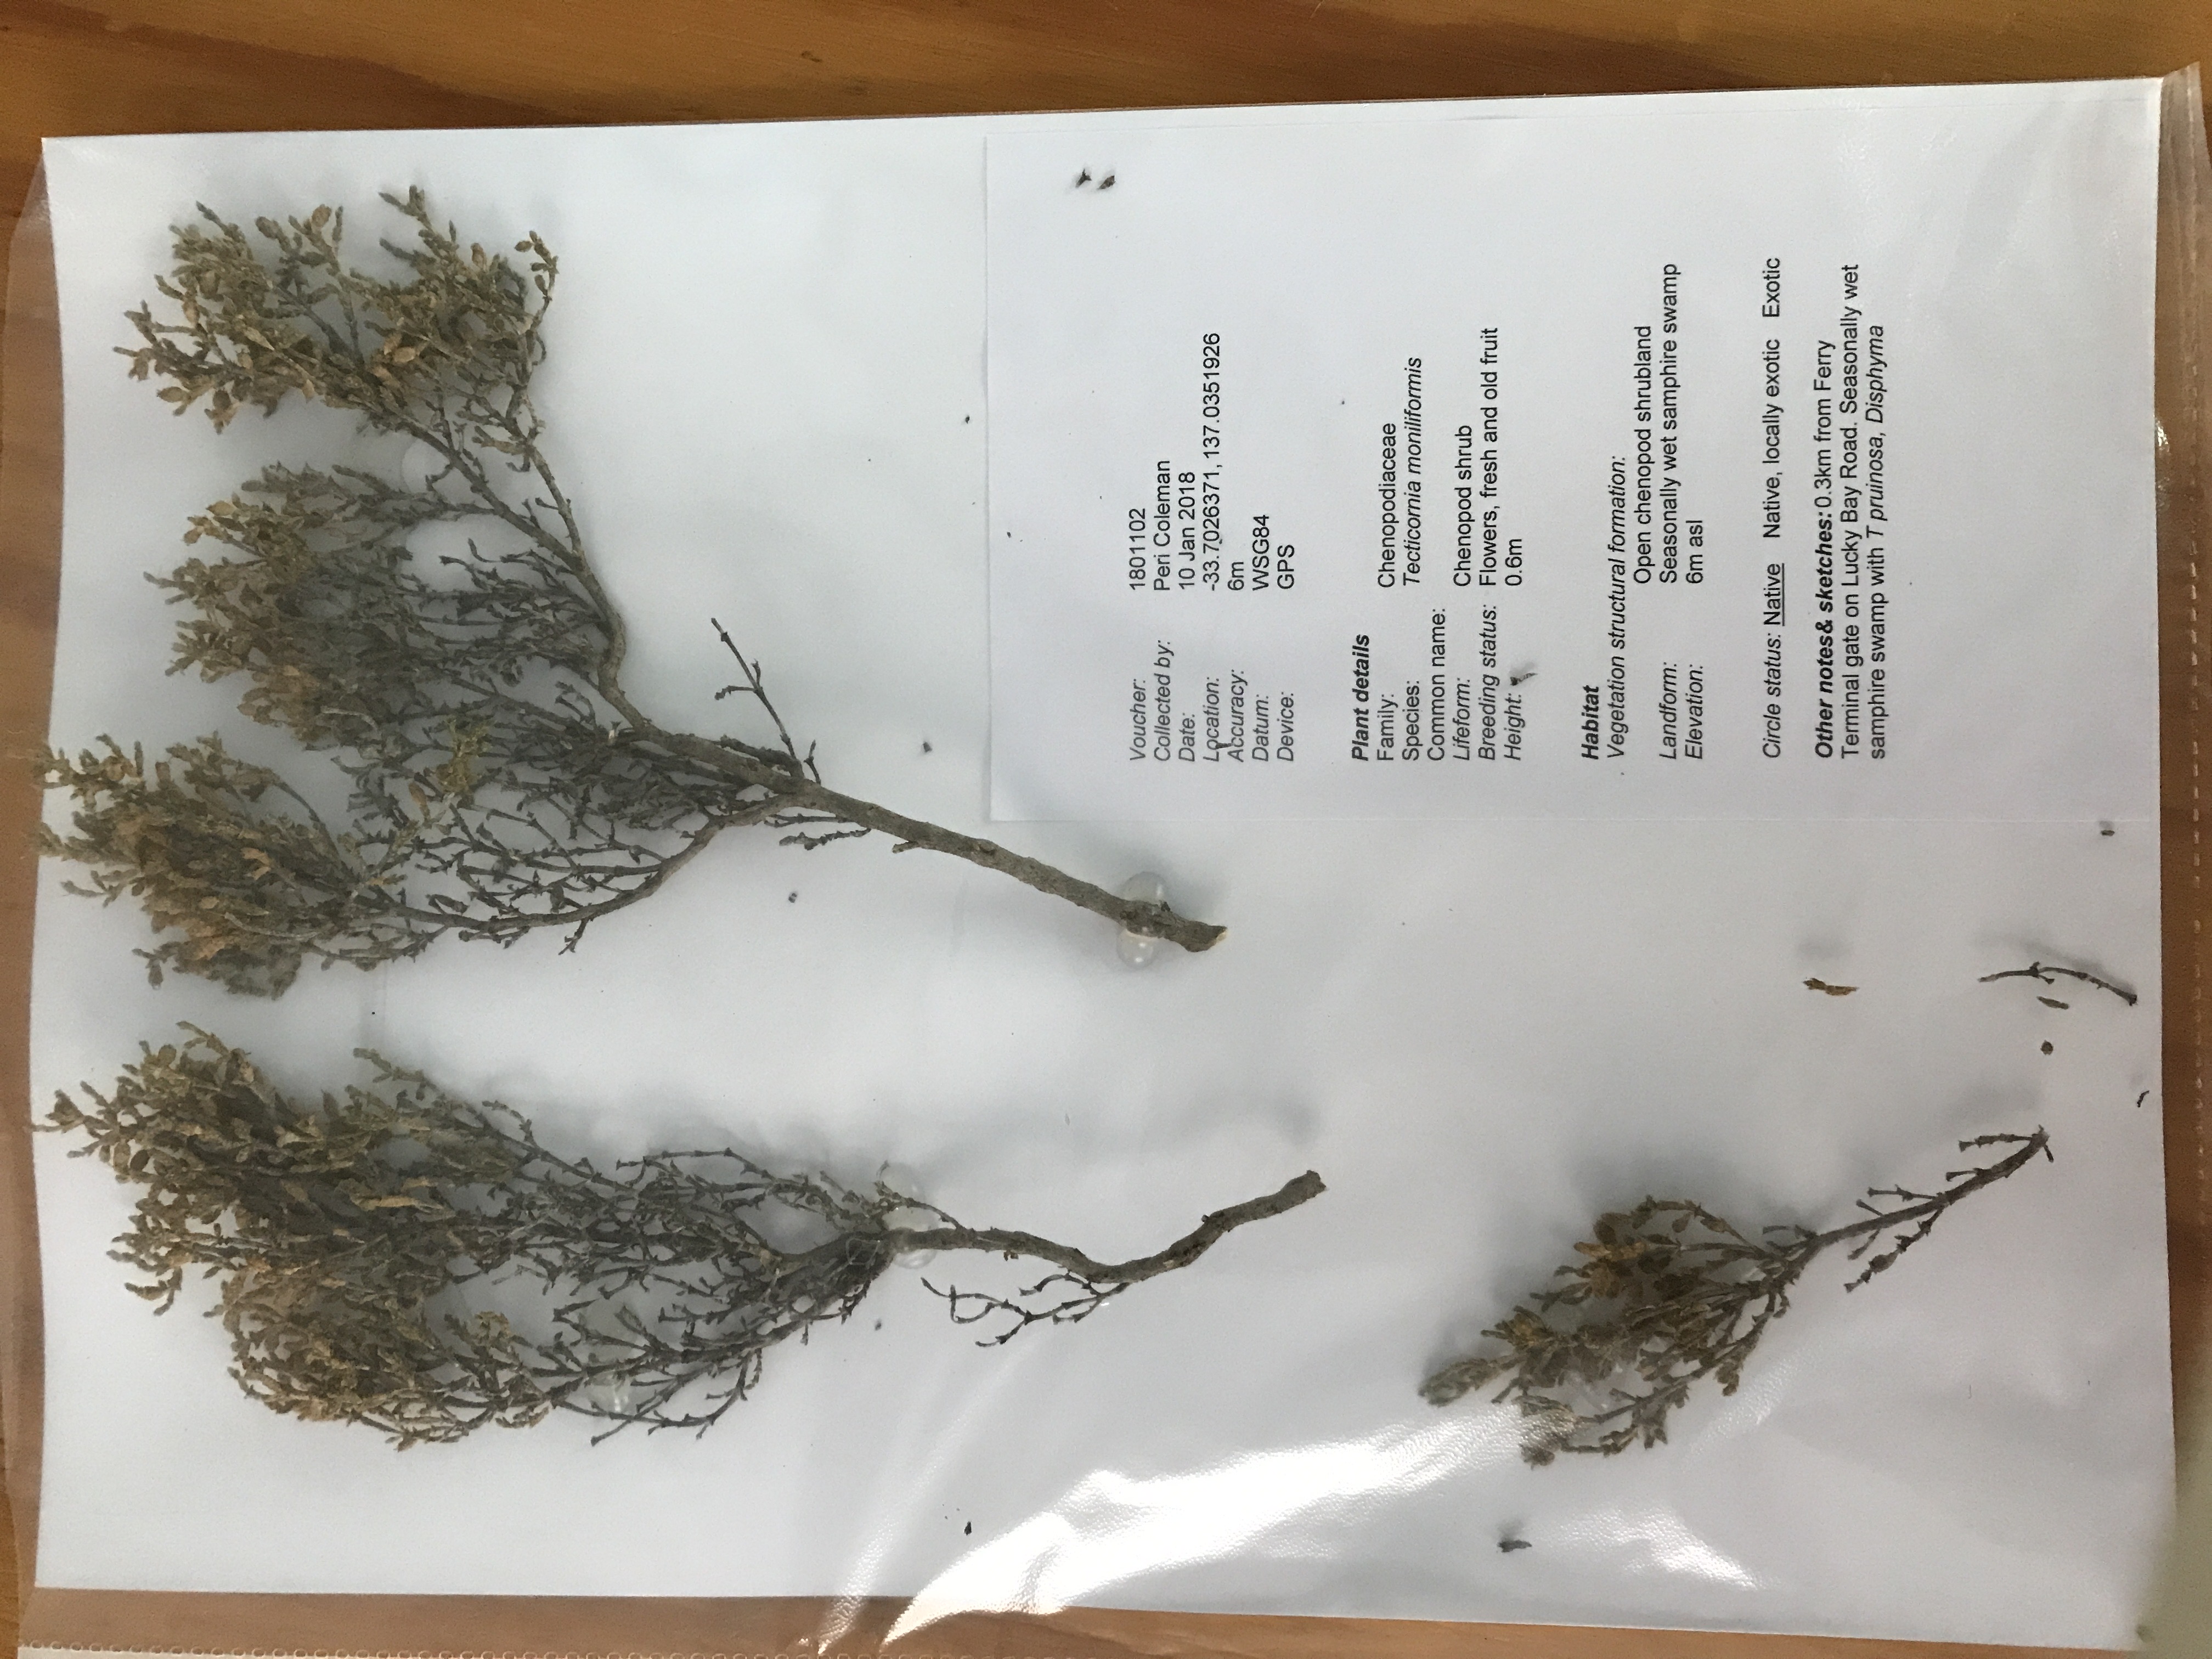 Voucher: 1801102
Collected by: Peri Coleman
Date: 10 Jan 2018
Location: -33.7026371, 137.0351926
Accuracy: 6m
Datum: WSG84
Device: GPS
Plant details
Family: Chenopodiaceae
Species: Tecticornia moniliformis
Common name:
Lifeform: Chenopod shrub
Breeding status: Flowers, fresh and old fruit
Height: 0.6m
Habitat
Vegetation structural formation:
Open chenopod shrubland
Landform: Seasonally wet samphire swamp
Elevation: 6m asl
Circle status: Native Native, locally exotic Exotic
Other notes& sketches: 0.3km from Ferry
Terminal gate on Lucky Bay Road. Seasonally wet
samphire swamp with T pruinosa, Disphyma